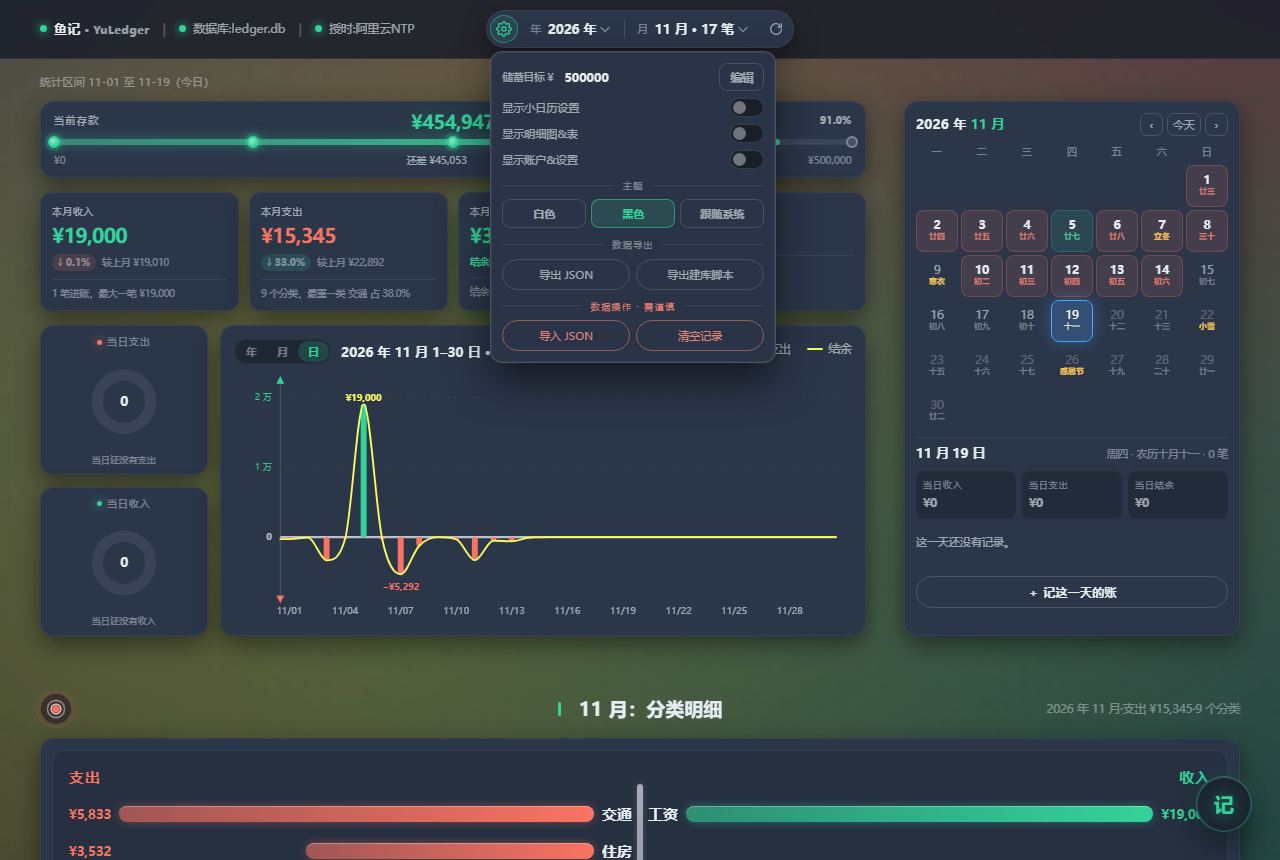 鱼记 • YuLedger | 数据库:ledger.db | 授时:阿里云NTP
年 2026 年 月 11 月 • 17 笔
统计区间 11-01 至 11-19（今日）
储蓄目标 ¥ 500000 编辑
显示小日历设置
显示明细图&表
显示账户&设置
主题
白色 黑色 跟随系统
数据导出
导出 JSON 导出建库脚本
数据操作 · 需谨慎
导入 JSON 清空记录
当前存款
¥454,947
91.0%
¥0 还差 ¥45,053 ¥500,000
本月收入
¥19,000
↓ 0.1% 较上月 ¥19,010
1 笔进账，最大一笔 ¥19,000
本月支出
¥15,345
↓ 33.0% 较上月 ¥22,892
9 个分类，最重一类 交通 占 38.0%
本月
¥3
结余
结余
当日支出
0
当日还没有支出
当日收入
0
当日还没有收入
年 月 日 2026 年 11 月 1–30 日 •
支出 结余
2 万
1 万
0
¥19,000
−¥5,292
11/01 11/04 11/07 11/10 11/13 11/16 11/19 11/22 11/25 11/28
2026 年 11 月 ‹ 今天 ›
一 二 三 四 五 六 日
1
廿三
2 3 4 5 6 7 8
廿四 廿五 廿六 廿七 廿八 立冬 三十
9 10 11 12 13 14 15
寒衣 初二 初三 初四 初五 初六 初七
16 17 18 19 20 21 22
初八 初九 初十 十一 十二 十三 小雪
23 24 25 26 27 28 29
十五 十六 十七 感恩节 十九 二十 廿一
30
廿二
11 月 19 日 周四 · 农历十月十一 · 0 笔
当日收入 当日支出 当日结余
¥0 ¥0 ¥0
这一天还没有记录。
+ 记这一天的账
11 月：分类明细
2026 年 11 月·支出 ¥15,345·9 个分类
支出 收入
¥5,833 交通 工资 ¥19,00
¥3,532 住房
记